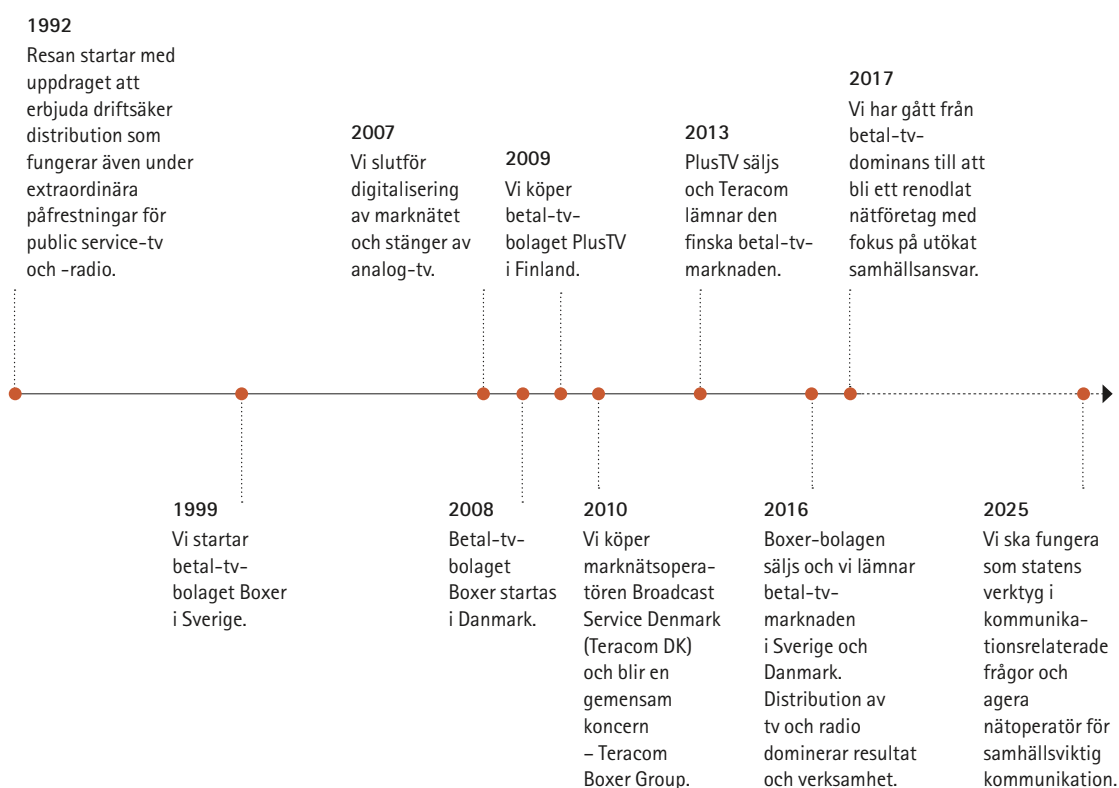 1992
Resan startar med
uppdraget att
erbjuda driftsäker
distribution som
fungerar även under
extraordinära
påfrestningar för
public service-tv
och -radio.
2007
Vi slutför
digitalisering
av marknätet
och stänger av
analog-tv.
2009
Vi köper
betal-tv-
bolaget PlusTV
i Finland.
2013
PlusTV säljs
och Teracom
lämnar den
finska betal-tv-
marknaden.
2017
Vi har gått från
betal-tv-
dominans till att
bli ett renodlat
nätföretag med
fokus på utökat
samhällsansvar.
1999
Vi startar
betal-tv-
bolaget Boxer
i Sverige.
2008
Betal-tv-
bolaget
Boxer startas
i Danmark.
2010
Vi köper
marknätsopera-
tören Broadcast
Service Denmark
(Teracom DK)
och blir en
gemensam
koncern
– Teracom
Boxer Group.
2016
Boxer-bolagen
säljs och vi lämnar
betal-tv-
marknaden
i Sverige och
Danmark.
Distribution av
tv och radio
dominerar resultat
och verksamhet.
2025
Vi ska fungera
som statens
verktyg i
kommunika-
tionsrelaterade
frågor och
agera
nätoperatör för
samhällsviktig
kommunikation.